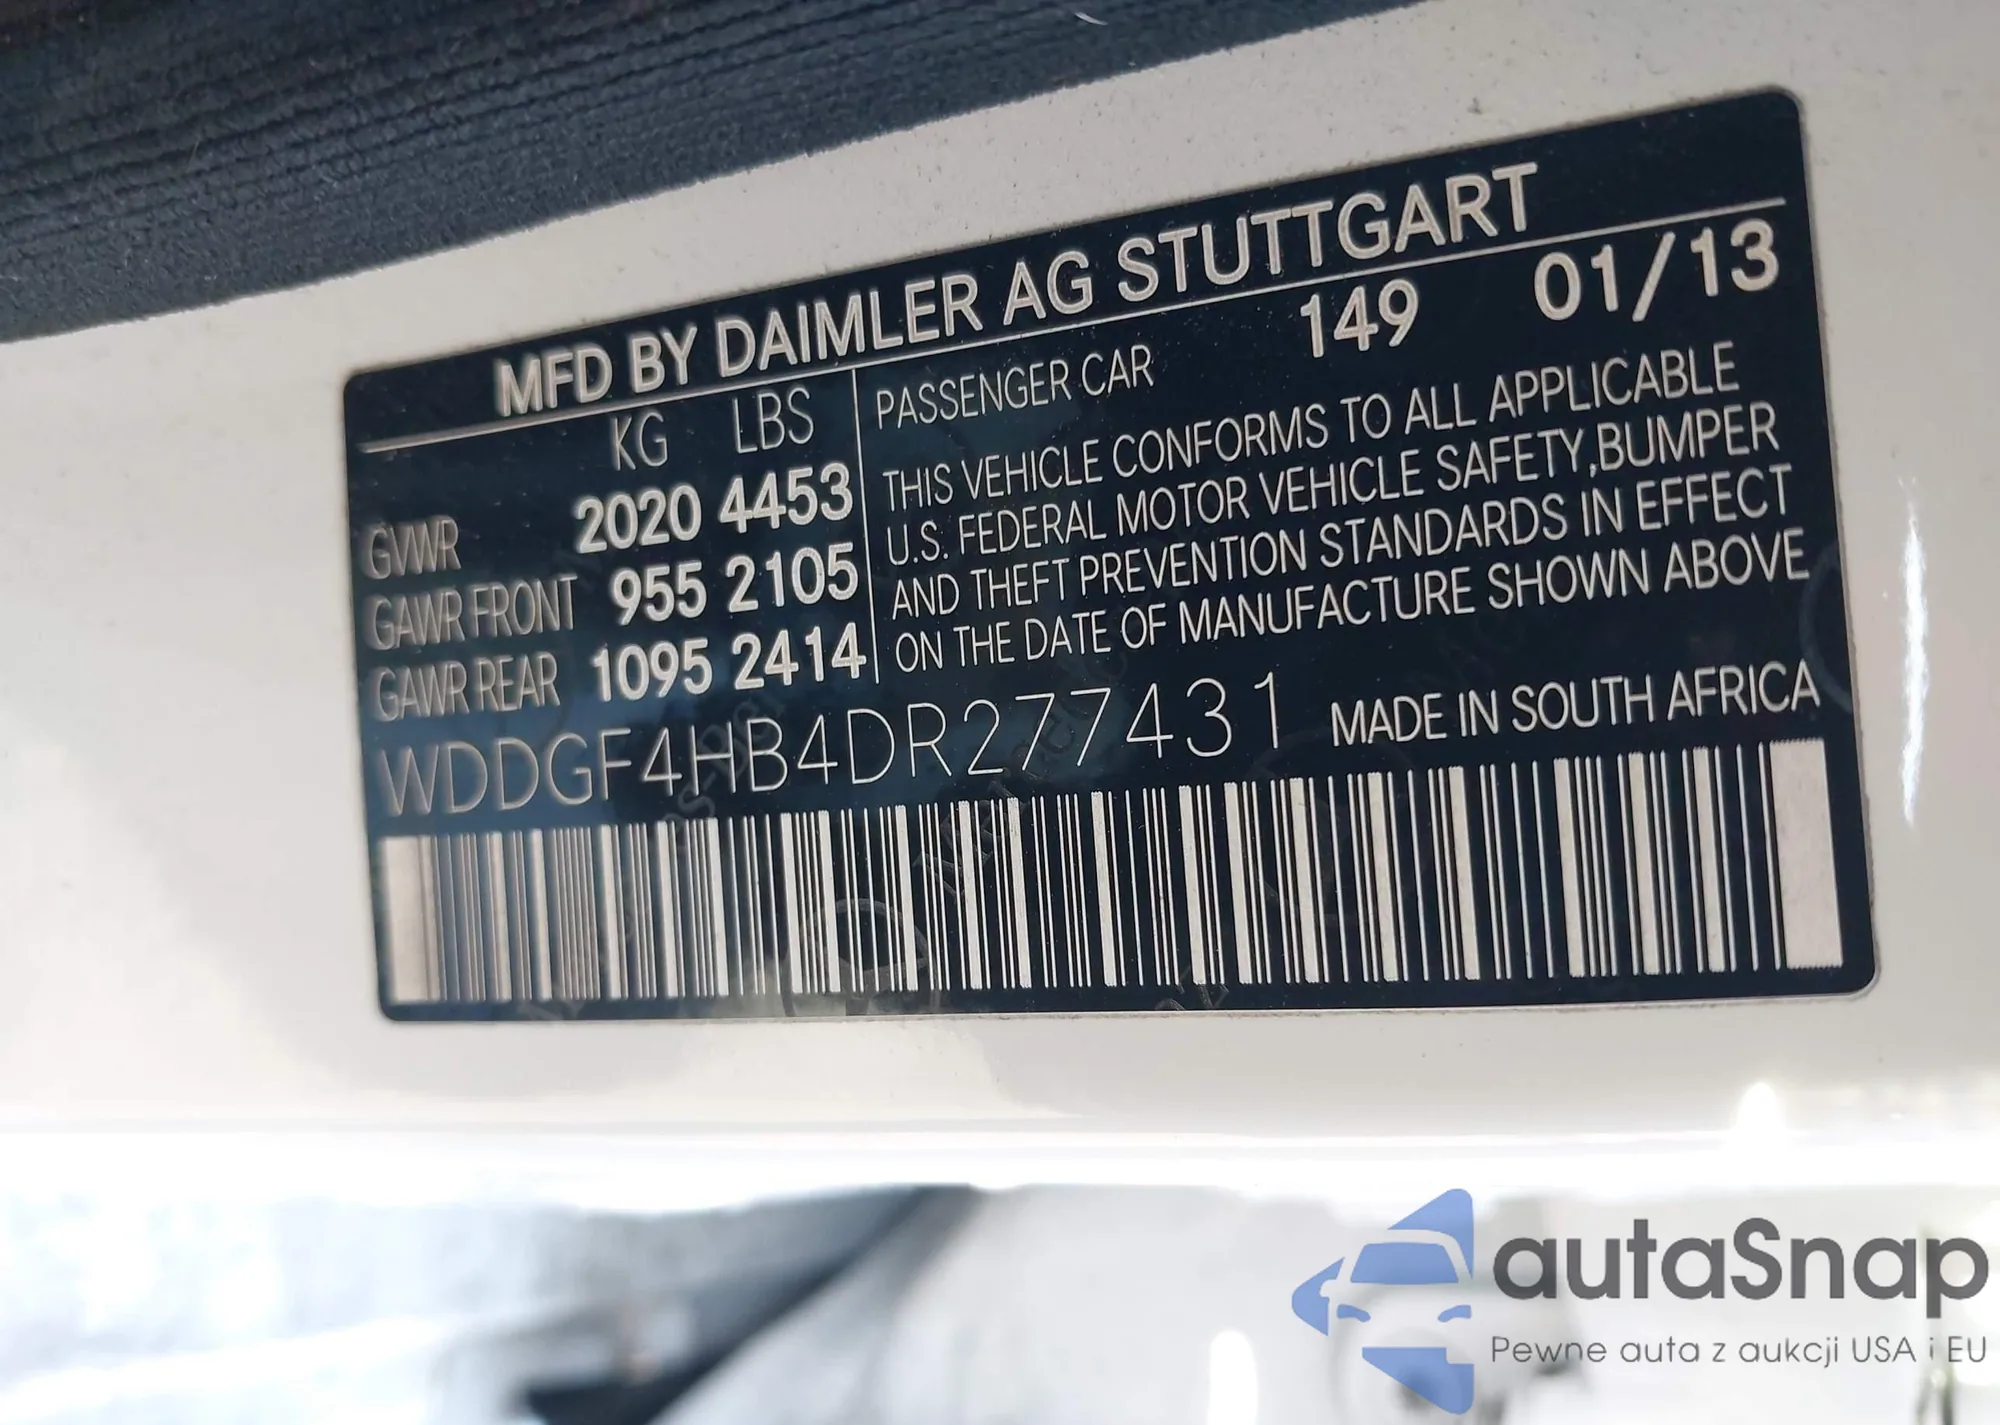 MFD BY DAIMLER AG STUTTGART
KG LBS
PASSENGER CAR 149 01/13
GVWR 2020 4453
GAWR FRONT 955 2105
GAWR REAR 1095 2414
THIS VEHICLE CONFORMS TO ALL APPLICABLE
U.S. FEDERAL MOTOR VEHICLE SAFETY,BUMPER
AND THEFT PREVENTION STANDARDS IN EFFECT
ON THE DATE OF MANUFACTURE SHOWN ABOVE
WDDGF4HB4DR277431 MADE IN SOUTH AFRICA
autaSnap
Pewne auta z aukcji USA i EU